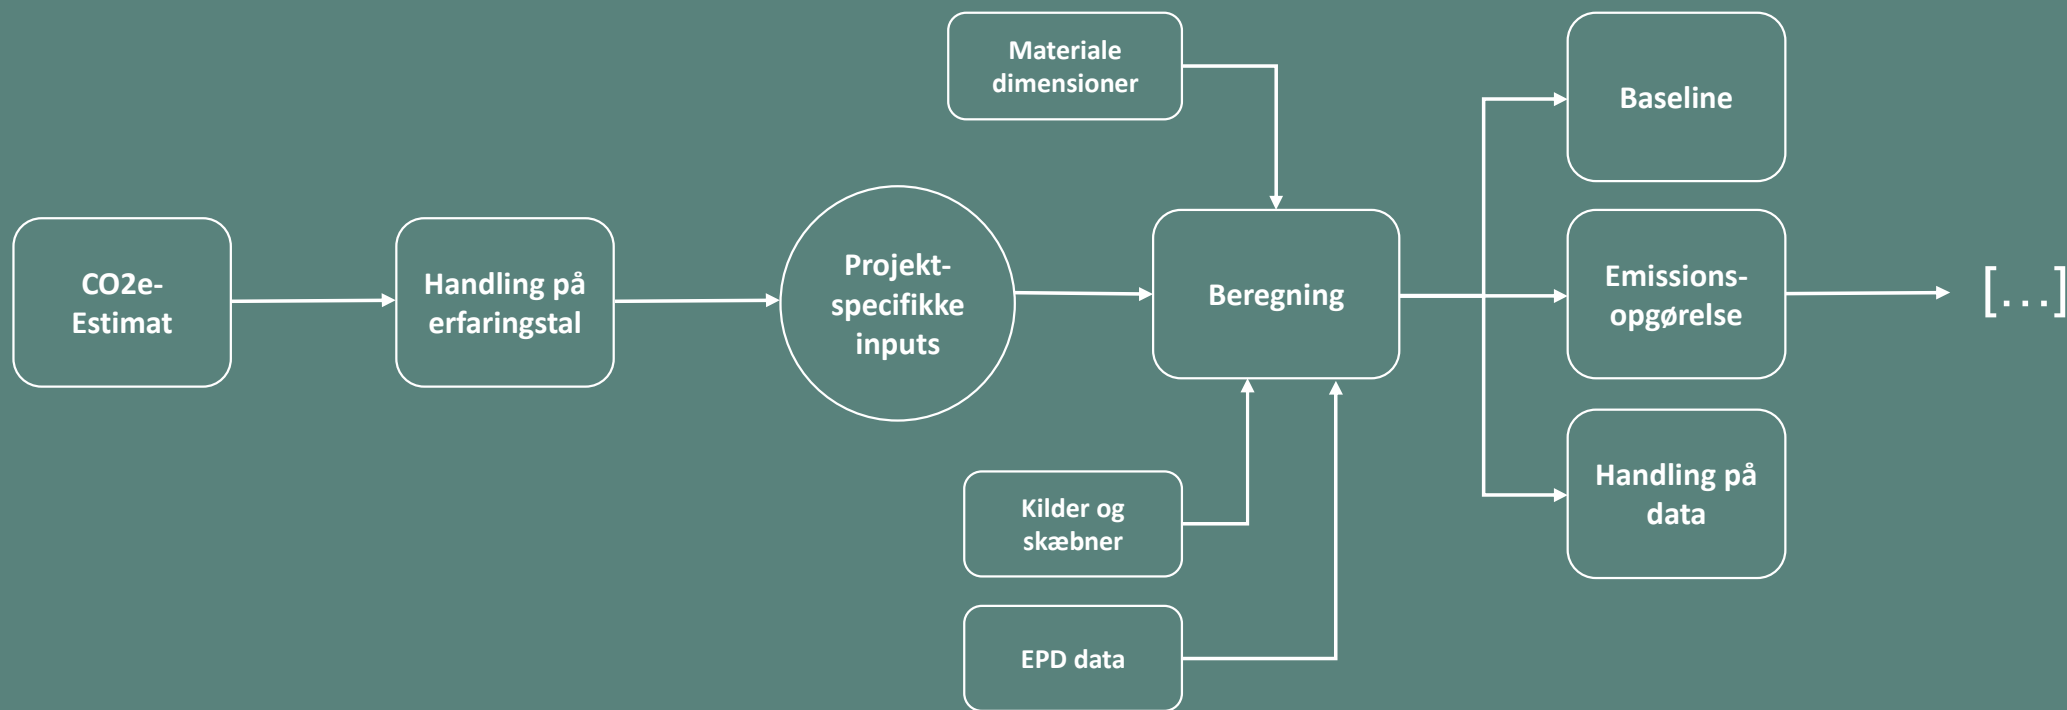 Materiale
dimensioner
Baseline
CO2e-
Estimat
Handling på
erfaringstal
Projekt-
specifikke
inputs
Beregning
Emissions-
opgørelse
[...]
Handling på
data
Kilder og
skæbner
EPD data